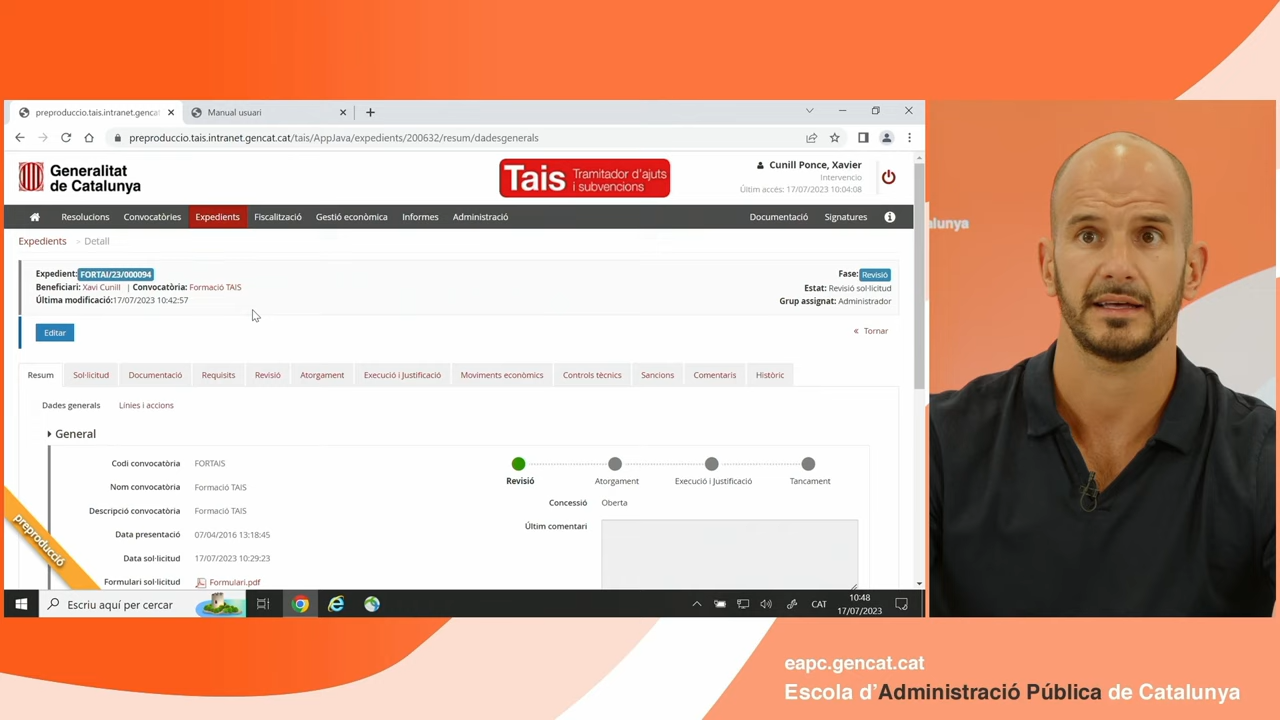 preproduccio.tais.intranet.gencat
Manual usuari
preproduccio.tais.intranet.gencat.cat/tais/AppJava/expedients/200632/resum/dadesgenerals
Generalitat
de Catalunya
Tais Tramitador d'ajuts
i subvencions
Cunill Ponce, Xavier
Intervencio
Últim accés: 17/07/2023 10:04:08
Resolucions Convocatòries Expedients Fiscalització Gestió econòmica Informes Administració Documentació Signatures
Expedients > Detall
Expedient: FORTAI/23/000094
Beneficiari: Xavi Cunill | Convocatòria: Formació TAIS
Última modificació:17/07/2023 10:42:57
Fase: Revisió
Estat: Revisió sol·licitud
Grup assignat: Administrador
Editar
« Tornar
Resum Sol·licitud Documentació Requisits Revisió Atorgament Execució i Justificació Moviments econòmics Controls tècnics Sancions Comentaris Històric
Dades generals Línies i accions
General
Codi convocatòria FORTAIS
Nom convocatòria Formació TAIS
Descripció convocatòria Formació TAIS
Data presentació 07/04/2016 13:18:45
Data sol·licitud 17/07/2023 10:29:23
Formulari sol·licitud Formulari.pdf
Revisió Atorgament Execució i Justificació Tancament
Concessió Oberta
Últim comentari
preproducció
Escriu aquí per cercar
CAT
10:48
17/07/2023
alunya
eapc.gencat.cat
Escola d'Administració Pública de Catalunya